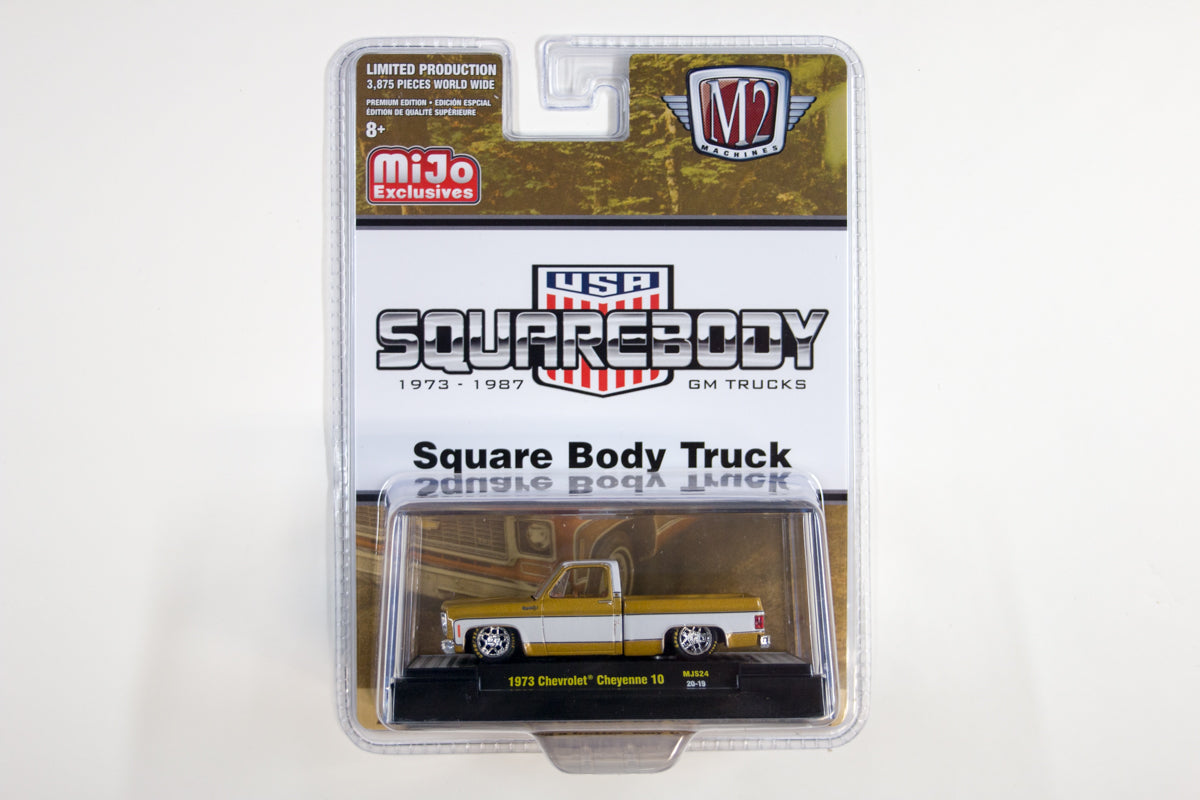 LIMITED PRODUCTION
3,875 PIECES WORLD WIDE
PREMIUM EDITION • EDICIÓN ESPCIAL
ÉDITION DE QUALITÉ SUPÉRIEURE
8+
MiJo
Exclusives
M2
MACHINES
USA
SQUAREBODY
1973 - 1987 GM TRUCKS
Square Body Truck
1973 Chevrolet® Cheyenne 10
MJS24
20-19